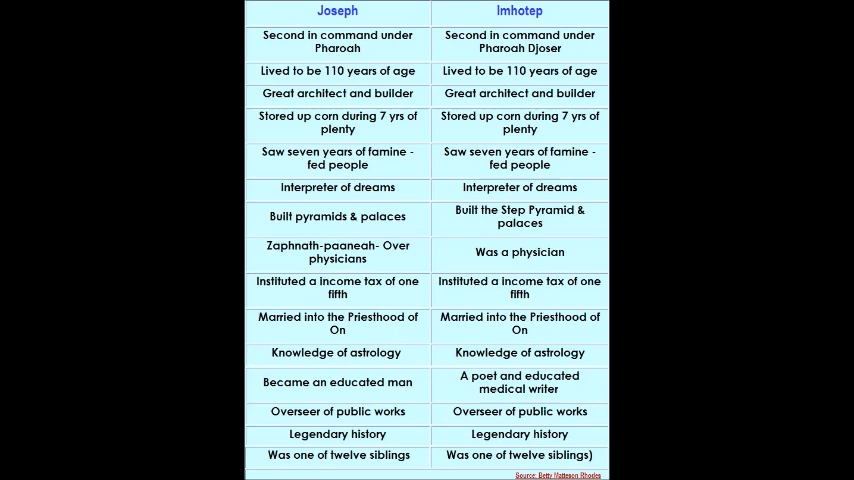 Joseph
Imhotep
Second in command under
Pharoah
Second in command under
Pharoah Djoser
Lived to be 110 years of age
Lived to be 110 years of age
Great architect and builder
Great architect and builder
Stored up corn during 7 yrs of
plenty
Stored up corn during 7 yrs of
plenty
Saw seven years of famine -
fed people
Saw seven years of famine -
fed people
Interpreter of dreams
Interpreter of dreams
Built pyramids & palaces
Built the Step Pyramid &
palaces
Zaphnath-paaneah- Over
physicians
Was a physician
Instituted a income tax of one
fifth
Instituted a income tax of one
fifth
Married into the Priesthood of
On
Married into the Priesthood of
On
Knowledge of astrology
Knowledge of astrology
Became an educated man
A poet and educated
medical writer
Overseer of public works
Overseer of public works
Legendary history
Legendary history
Was one of twelve siblings
Was one of twelve siblings)
Source: Betty Matteson Rhodes